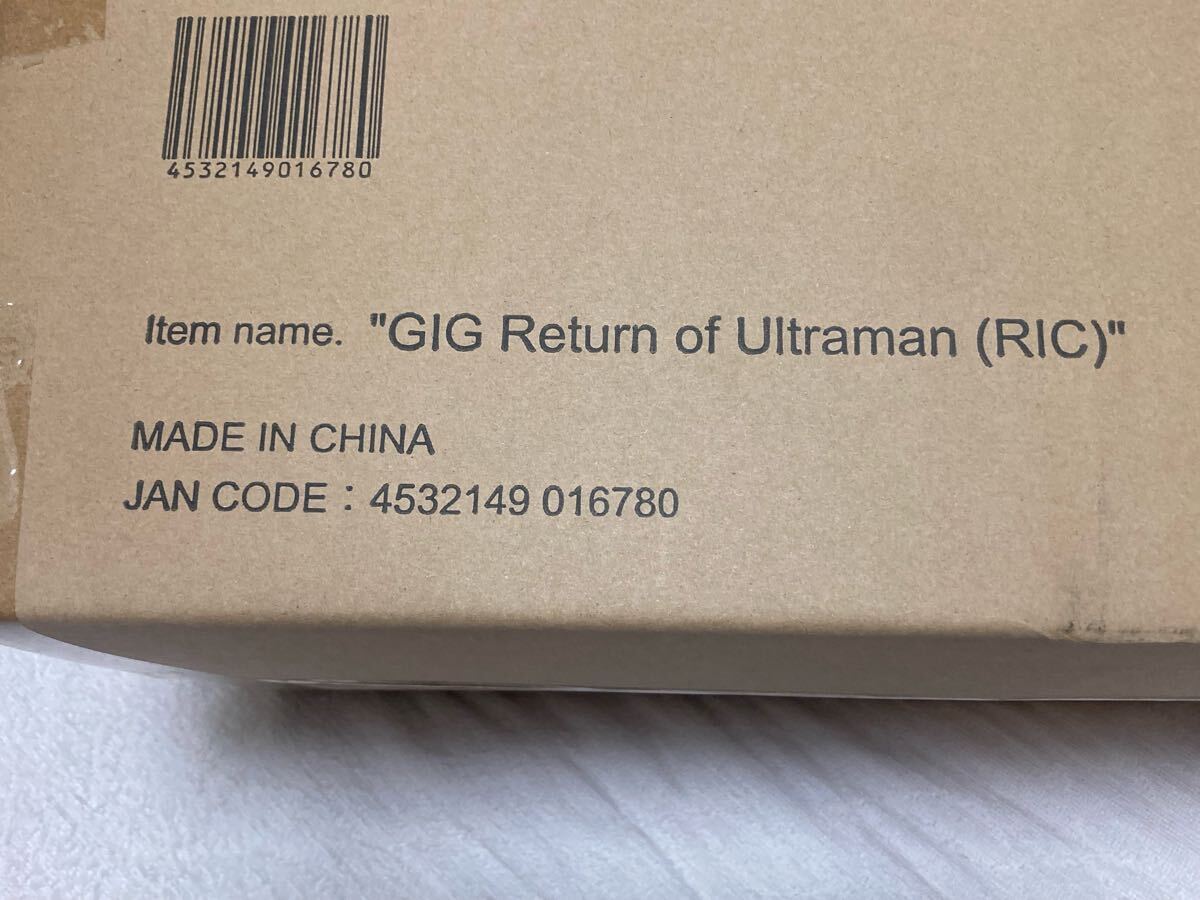 4532149016780
Item name. "GIG Return of Ultraman (RIC)"
MADE IN CHINA
JAN CODE : 4532149 016780